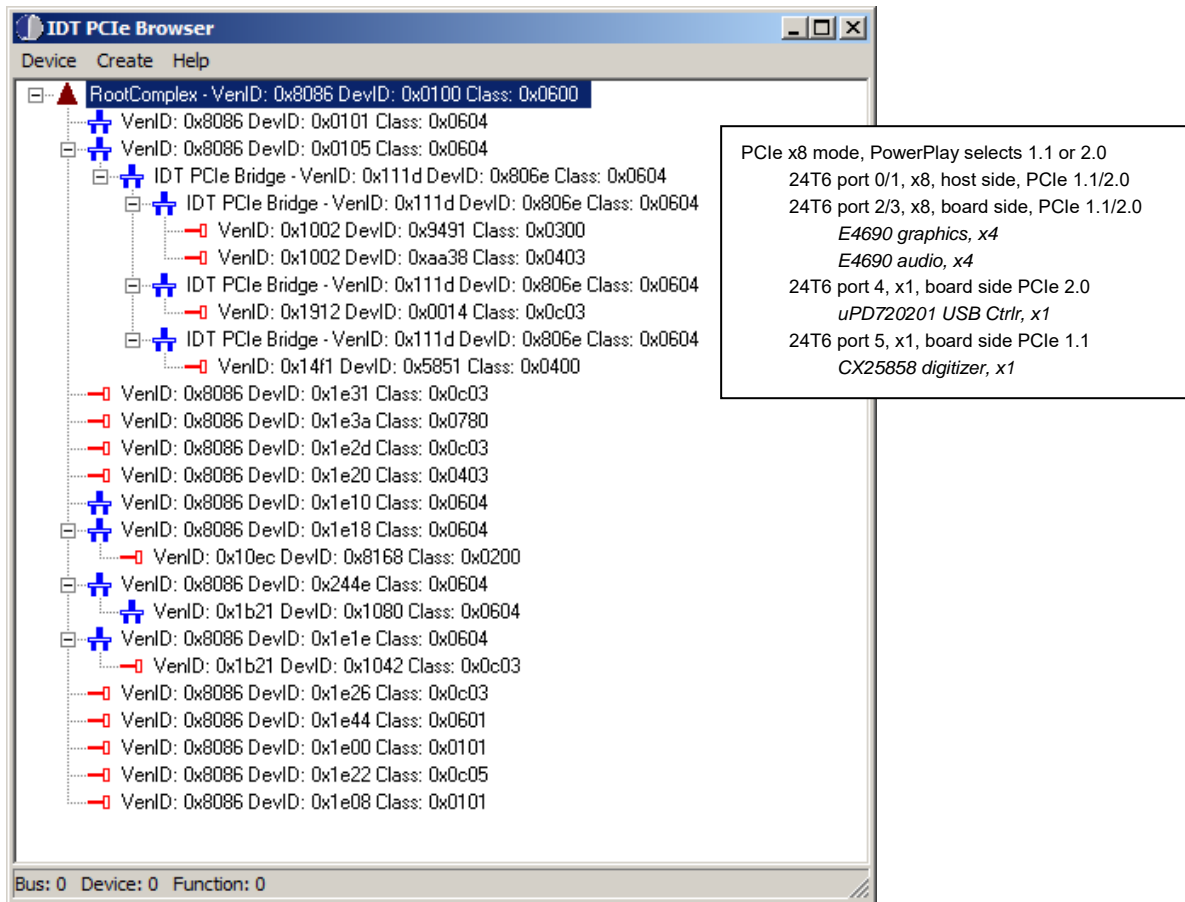 IDT PCIe Browser
Device Create Help
RootComplex - VenID: 0x8086 DevID: 0x0100 Class: 0x0600
VenID: 0x8086 DevID: 0x0101 Class: 0x0604
VenID: 0x8086 DevID: 0x0105 Class: 0x0604
IDT PCIe Bridge - VenID: 0x111d DevID: 0x806e Class: 0x0604
IDT PCIe Bridge - VenID: 0x111d DevID: 0x806e Class: 0x0604
VenID: 0x1002 DevID: 0x9491 Class: 0x0300
VenID: 0x1002 DevID: 0xaa38 Class: 0x0403
IDT PCIe Bridge - VenID: 0x111d DevID: 0x806e Class: 0x0604
VenID: 0x1912 DevID: 0x0014 Class: 0x0c03
IDT PCIe Bridge - VenID: 0x111d DevID: 0x806e Class: 0x0604
VenID: 0x14f1 DevID: 0x5851 Class: 0x0400
VenID: 0x8086 DevID: 0x1e31 Class: 0x0c03
VenID: 0x8086 DevID: 0x1e3a Class: 0x0780
VenID: 0x8086 DevID: 0x1e2d Class: 0x0c03
VenID: 0x8086 DevID: 0x1e20 Class: 0x0403
VenID: 0x8086 DevID: 0x1e10 Class: 0x0604
VenID: 0x8086 DevID: 0x1e18 Class: 0x0604
VenID: 0x10ec DevID: 0x8168 Class: 0x0200
VenID: 0x8086 DevID: 0x244e Class: 0x0604
VenID: 0x1b21 DevID: 0x1080 Class: 0x0604
VenID: 0x8086 DevID: 0x1e1e Class: 0x0604
VenID: 0x1b21 DevID: 0x1042 Class: 0x0c03
VenID: 0x8086 DevID: 0x1e26 Class: 0x0c03
VenID: 0x8086 DevID: 0x1e44 Class: 0x0601
VenID: 0x8086 DevID: 0x1e00 Class: 0x0101
VenID: 0x8086 DevID: 0x1e22 Class: 0x0c05
VenID: 0x8086 DevID: 0x1e08 Class: 0x0101
Bus: 0 Device: 0 Function: 0
PCIe x8 mode, PowerPlay selects 1.1 or 2.0
24T6 port 0/1, x8, host side, PCIe 1.1/2.0
24T6 port 2/3, x8, board side, PCIe 1.1/2.0
E4690 graphics, x4
E4690 audio, x4
24T6 port 4, x1, board side PCIe 2.0
uPD720201 USB Ctrlr, x1
24T6 port 5, x1, board side PCIe 1.1
CX25858 digitizer, x1